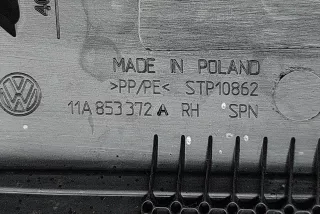 MADE IN POLAND
>PP/PE< STP10862
11A 853 372 A RH SPN